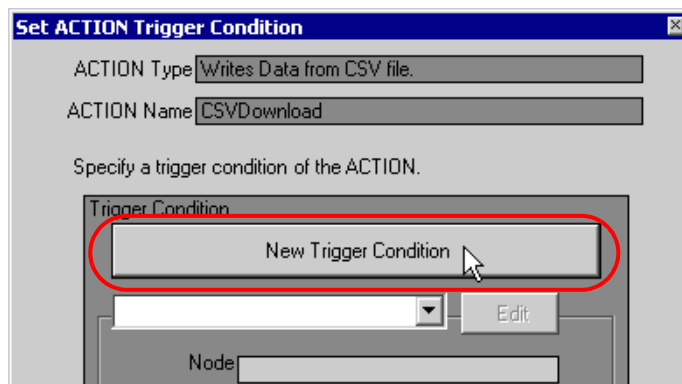 Set ACTION Trigger Condition
ACTION Type Writes Data from CSV file.
ACTION Name CSVDownload
Specify a trigger condition of the ACTION.
Trigger Condition
New Trigger Condition
Edit
Node